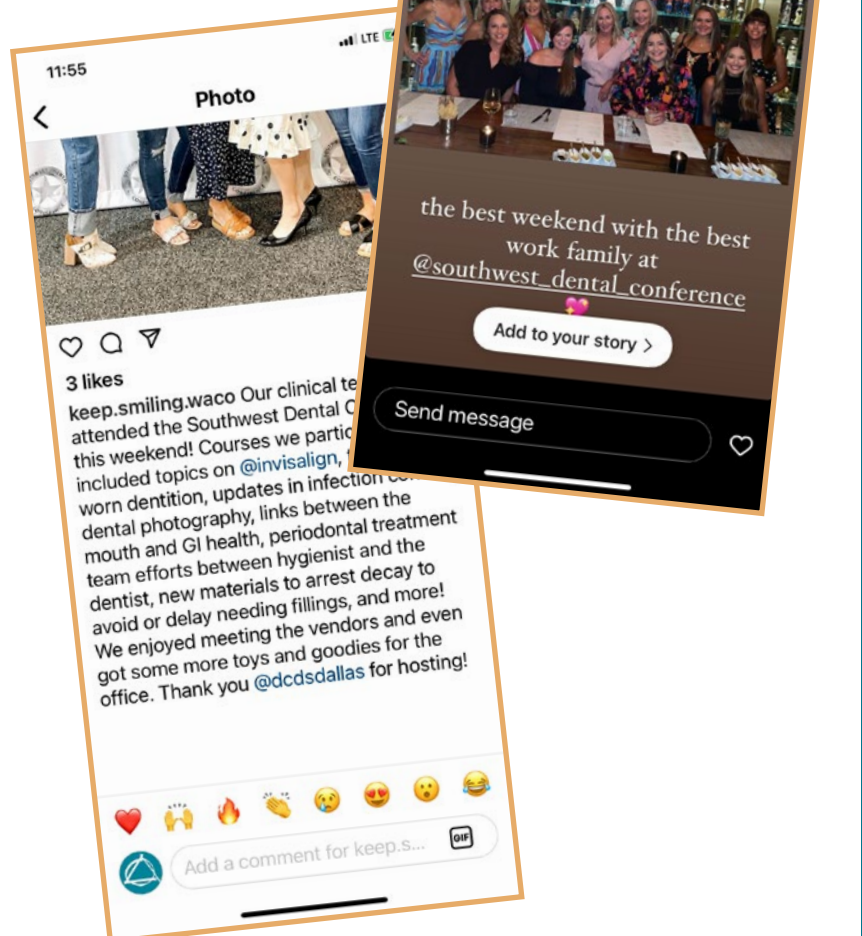 11:55
LTE
Photo
3 likes
keep.smiling.waco Our clinical
attended the Southwest Dental
this weekend! Courses we
included topics on @invisalign,
worn dentition, updates in infection
dental photography, links between the
mouth and GI health, periodontal treatment
team efforts between hygienist and the
dentist, new materials to arrest decay to
avoid or delay needing fillings, and more!
We enjoyed meeting the vendors and even
got some more toys and goodies for the
office. Thank you @dcdsdallas for hosting!
Add a comment for keep.s...
GIF
the best weekend with the best
work family at
@southwest_dental_conference
Add to your story >
Send message